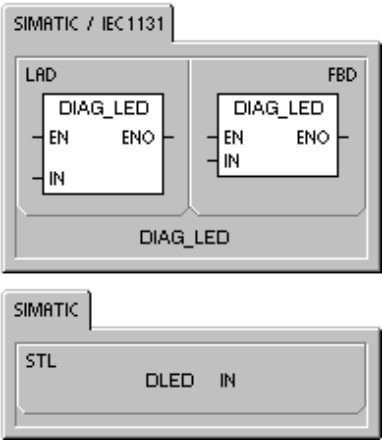 SIMATIC / IEC1131
LAD
FBD
DIAG_LED
EN ENO
IN
DIAG_LED
EN ENO
IN
DIAG_LED
SIMATIC
STL
DLED IN